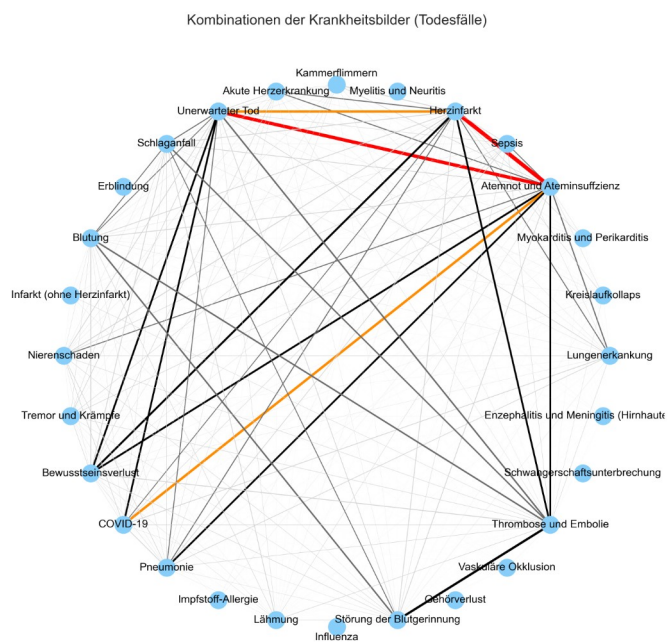 Kombinationen der Krankheitsbilder (Todesfälle)
Kammerflimmern
Akute Herzerkrankung
Myelitis und Neuritis
Unerwarteter Tod
Herzinfarkt
Schlaganfall
Sepsis
Erblindung
Atemnot und Ateminsuffzienz
Blutung
Myokarditis und Perikarditis
Infarkt (ohne Herzinfarkt)
Kreislaufkollaps
Nierenschaden
Lungenerkankung
Tremor und Krämpfe
Enzephalitis und Meningitis (Hirnhaute
Bewusstseinsverlust
Schwangerschaftsunterbrechung
COVID-19
Thrombose und Embolie
Pneumonie
Vaskuläre Okklusion
Impfstoff-Allergie
Gehörverlust
Lähmung
Störung der Blutgerinnung
Influenza